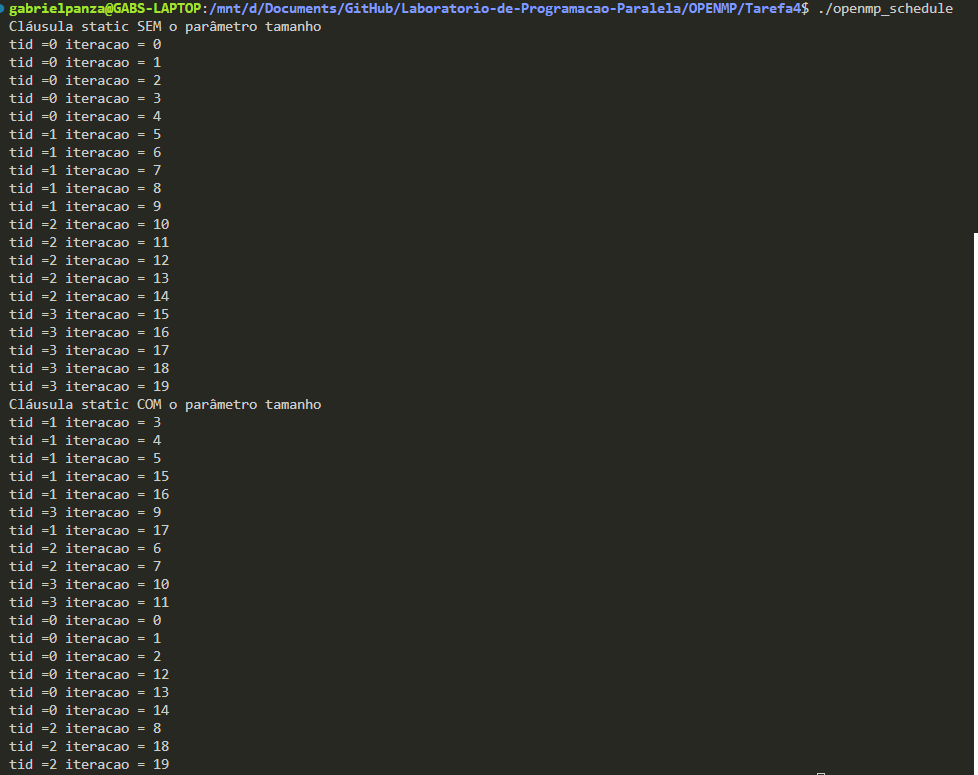 gabrielpanza@GABS-LAPTOP:/mnt/d/Documents/GitHub/Laboratorio-de-Programacao-Paralela/OPENMP/Tarefa4$ ./openmp_schedule
Cláusula static SEM o parâmetro tamanho
tid =0 iteracao = 0
tid =0 iteracao = 1
tid =0 iteracao = 2
tid =0 iteracao = 3
tid =0 iteracao = 4
tid =1 iteracao = 5
tid =1 iteracao = 6
tid =1 iteracao = 7
tid =1 iteracao = 8
tid =1 iteracao = 9
tid =2 iteracao = 10
tid =2 iteracao = 11
tid =2 iteracao = 12
tid =2 iteracao = 13
tid =2 iteracao = 14
tid =3 iteracao = 15
tid =3 iteracao = 16
tid =3 iteracao = 17
tid =3 iteracao = 18
tid =3 iteracao = 19
Cláusula static COM o parâmetro tamanho
tid =1 iteracao = 3
tid =1 iteracao = 4
tid =1 iteracao = 5
tid =1 iteracao = 15
tid =1 iteracao = 16
tid =3 iteracao = 9
tid =1 iteracao = 17
tid =2 iteracao = 6
tid =2 iteracao = 7
tid =3 iteracao = 10
tid =3 iteracao = 11
tid =0 iteracao = 0
tid =0 iteracao = 1
tid =0 iteracao = 2
tid =0 iteracao = 12
tid =0 iteracao = 13
tid =0 iteracao = 14
tid =2 iteracao = 8
tid =2 iteracao = 18
tid =2 iteracao = 19